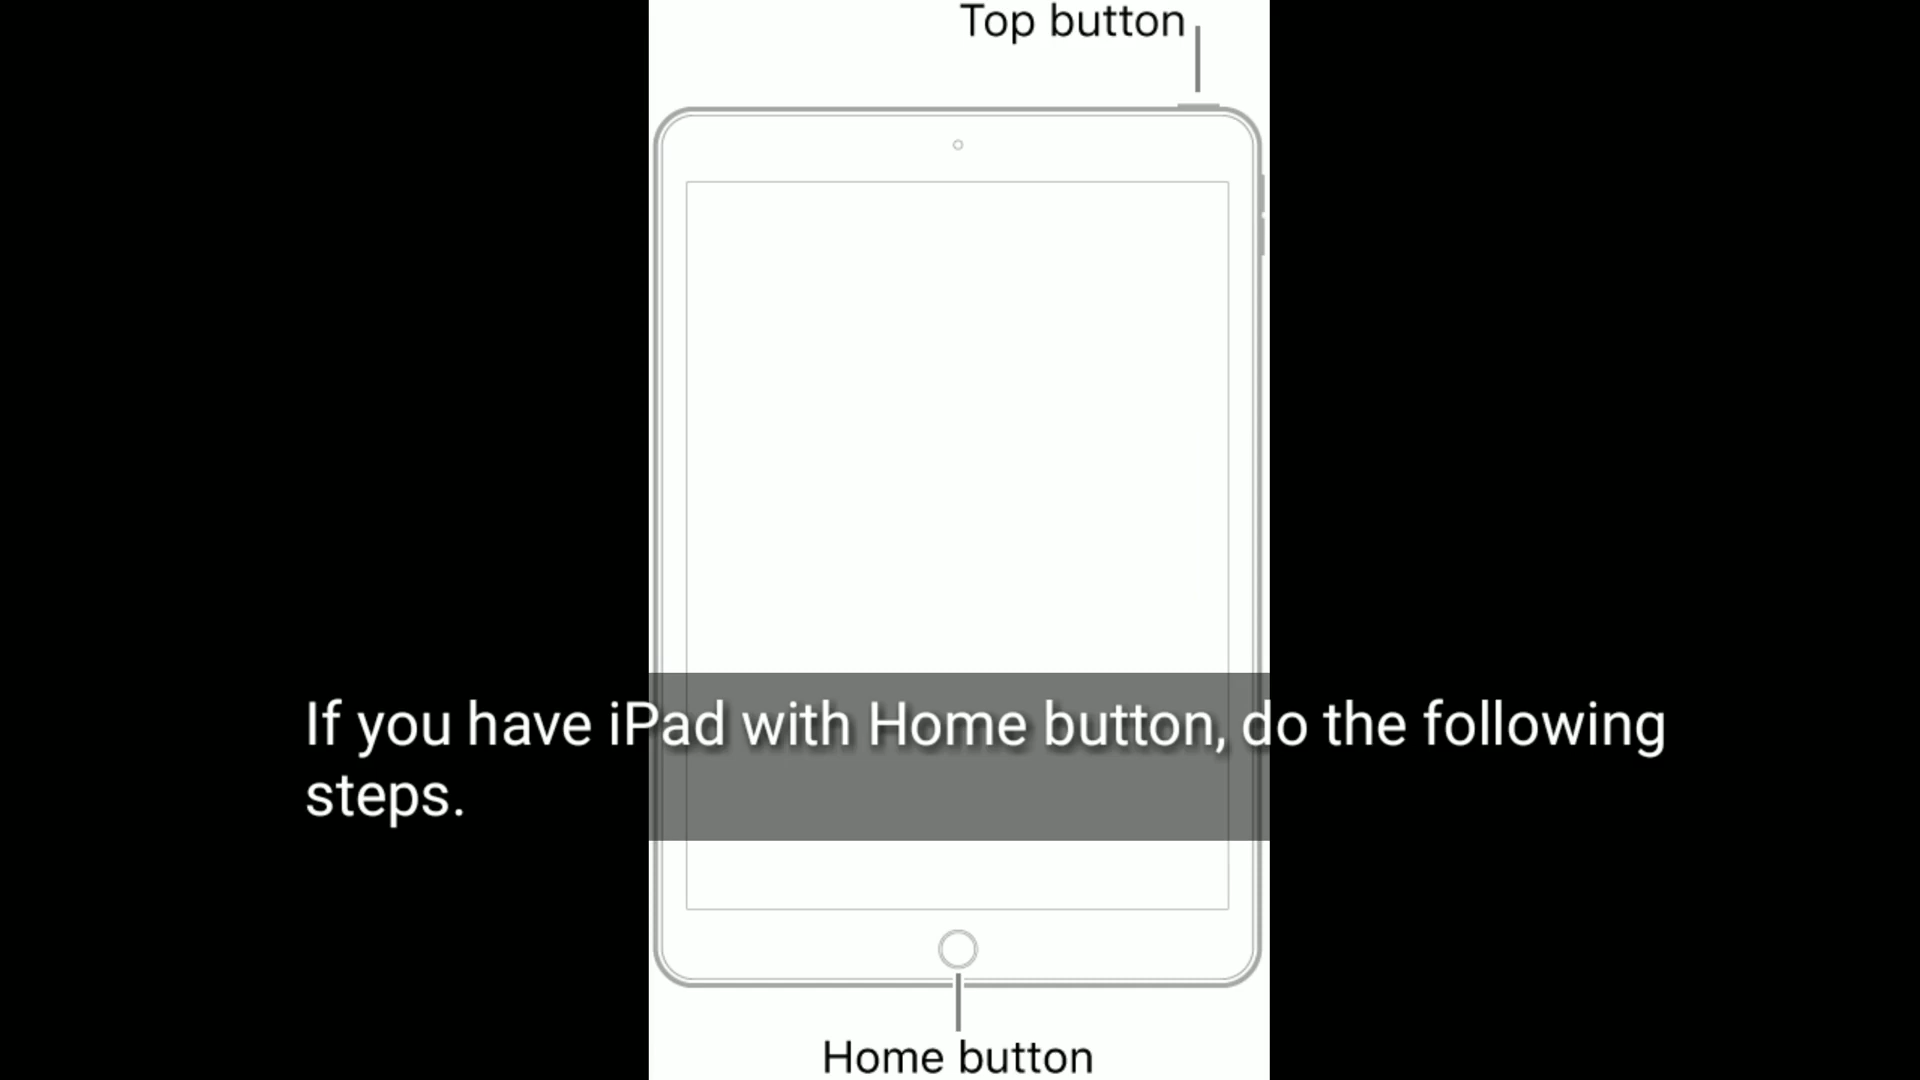 Top button
If you have iPad with Home button, do the following
steps.
Home button